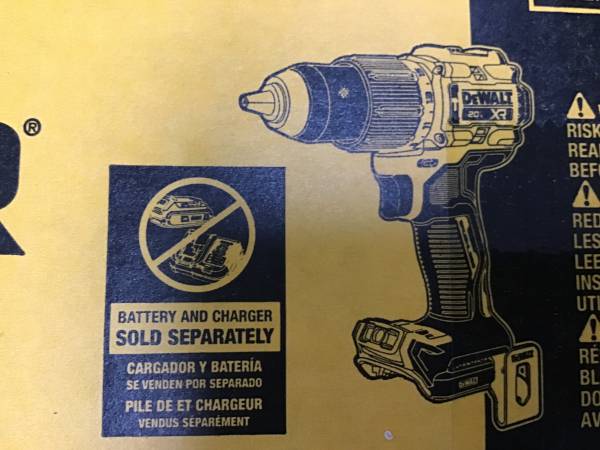 R®
DEWALT
20v XR
BATTERY AND CHARGER
SOLD SEPARATELY
CARGADOR Y BATERÍA
SE VENDEN POR SEPARADO
PILE DE ET CHARGEUR
VENDUS SÉPARÉMENT
DEWALT
RISK
REA
BEFO
RED
LES
LEE
INS
UTI
RÉ
BL
DO
AV